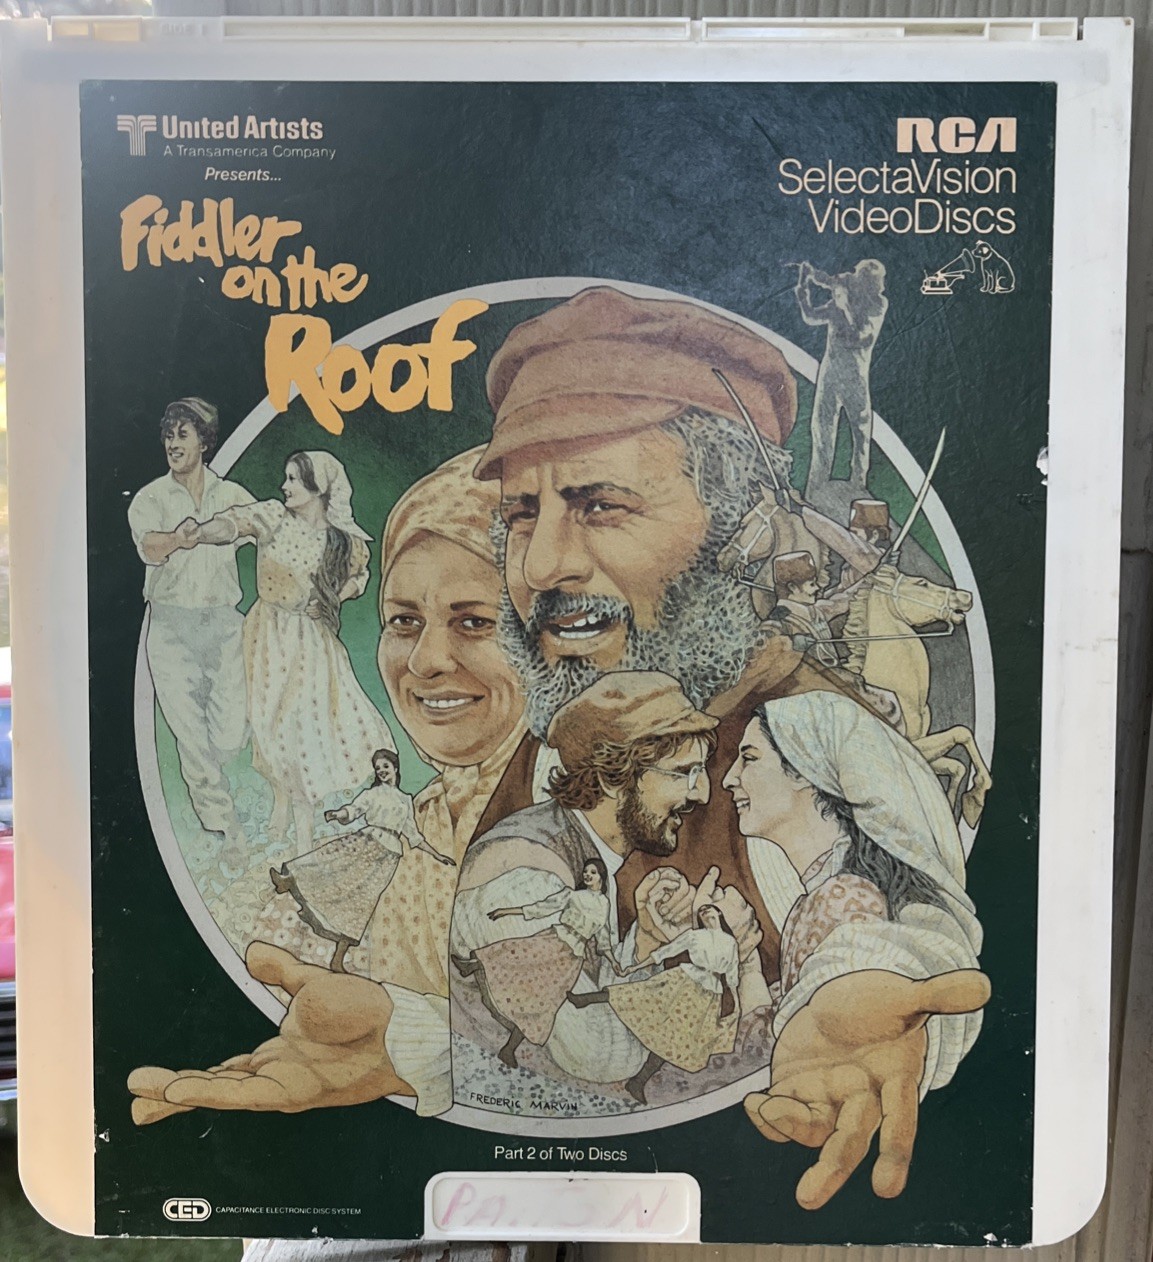 United Artists
A Transamerica Company
Presents...
Fiddler
on the
Roof
RCA
SelectaVision
VideoDiscs
FREDERIC MARVIN
Part 2 of Two Discs
CED CAPACITANCE ELECTRONIC DISC SYSTEM